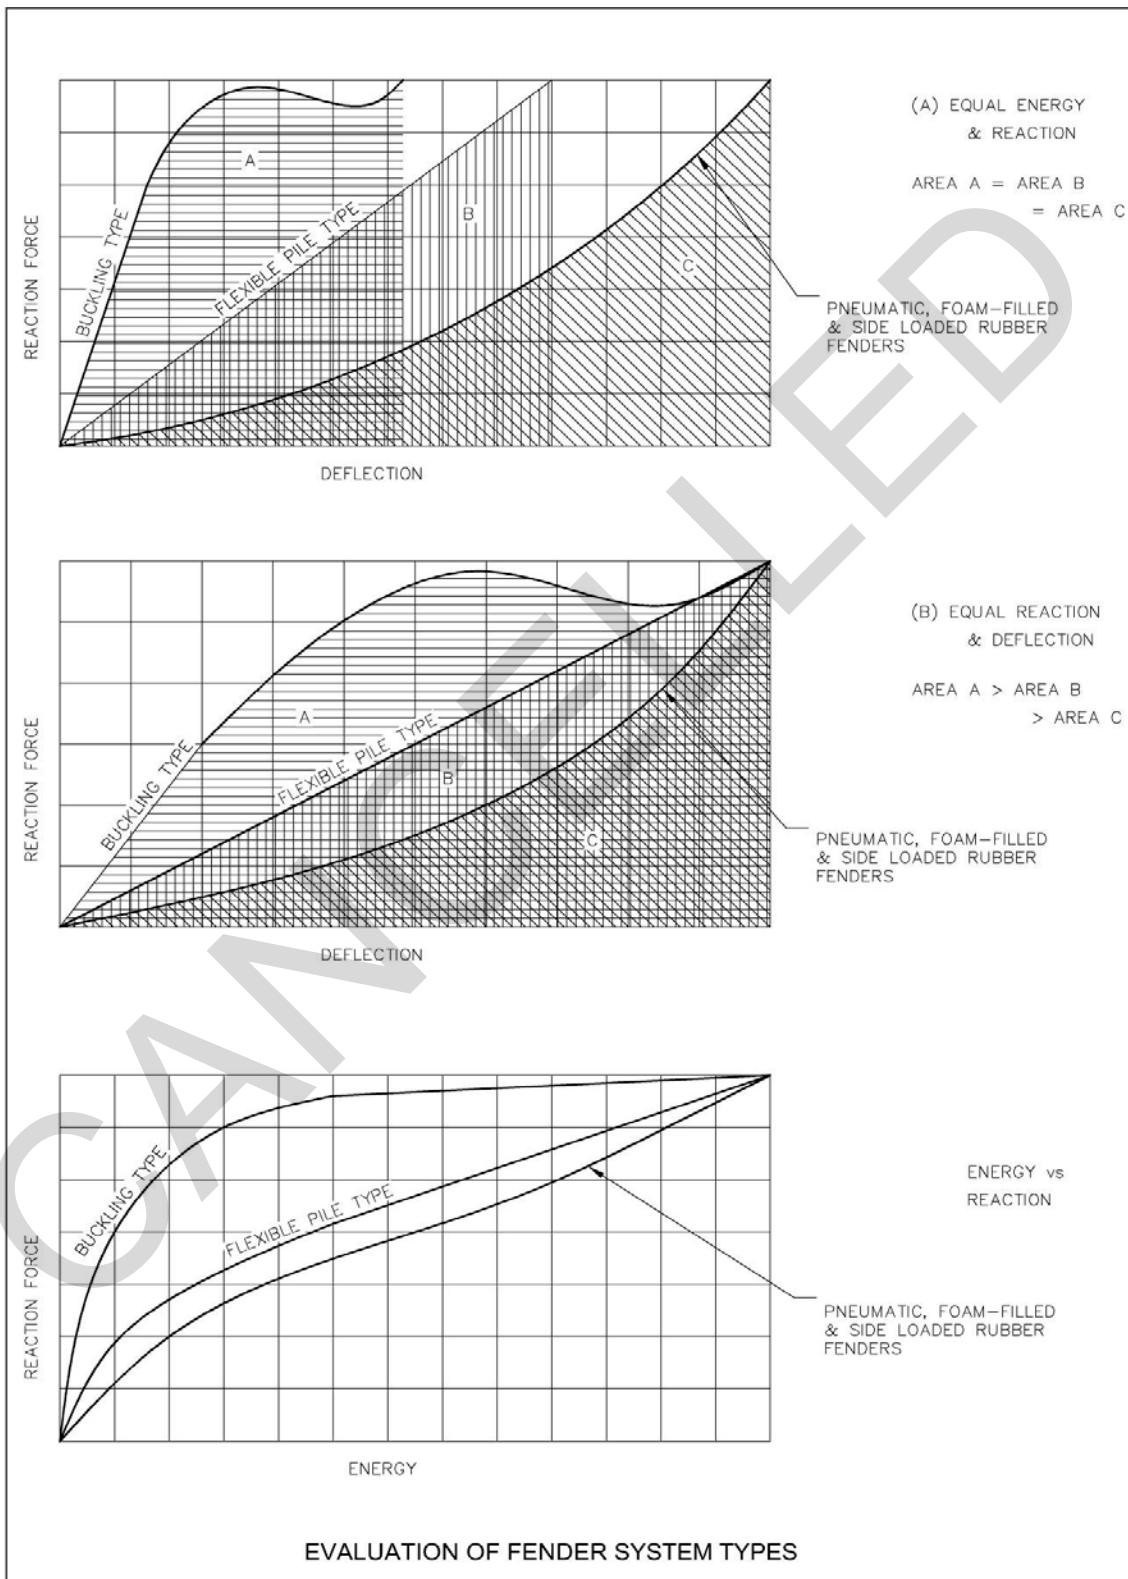 (A) EQUAL ENERGY
& REACTION
AREA A = AREA B
= AREA C
REACTION FORCE
BUCKLING TYPE
A
FLEXIBLE PILE TYPE
B
C
PNEUMATIC, FOAM-FILLED
& SIDE LOADED RUBBER
FENDERS
DEFLECTION
(B) EQUAL REACTION
& DEFLECTION
AREA A > AREA B
> AREA C
REACTION FORCE
BUCKLING TYPE
A
FLEXIBLE PILE TYPE
B
C
PNEUMATIC, FOAM-FILLED
& SIDE LOADED RUBBER
FENDERS
DEFLECTION
ENERGY vs
REACTION
REACTION FORCE
BUCKLING TYPE
FLEXIBLE PILE TYPE
PNEUMATIC, FOAM-FILLED
& SIDE LOADED RUBBER
FENDERS
ENERGY
EVALUATION OF FENDER SYSTEM TYPES
CANCELLED